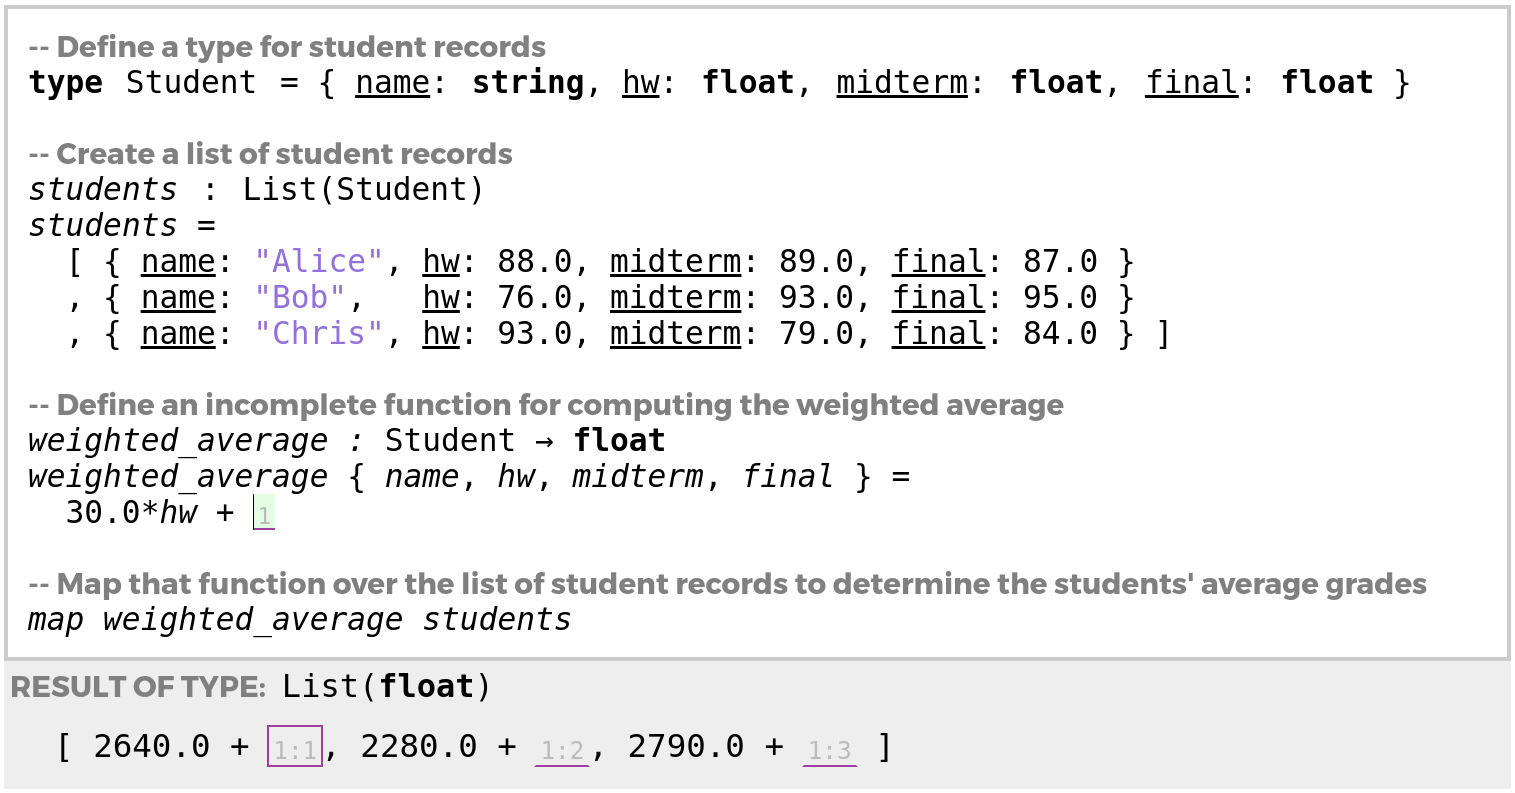 -- Define a type for student records
type Student = { name: string, hw: float, midterm: float, final: float }
-- Create a list of student records
students : List(Student)
students =
[ { name: "Alice", hw: 88.0, midterm: 89.0, final: 87.0 }
, { name: "Bob", hw: 76.0, midterm: 93.0, final: 95.0 }
, { name: "Chris", hw: 93.0, midterm: 79.0, final: 84.0 } ]
-- Define an incomplete function for computing the weighted average
weighted_average : Student → float
weighted_average { name, hw, midterm, final } =
30.0*hw + 1
-- Map that function over the list of student records to determine the students' average grades
map weighted_average students
RESULT OF TYPE: List(float)
[ 2640.0 + 1:1, 2280.0 + 1:2, 2790.0 + 1:3 ]